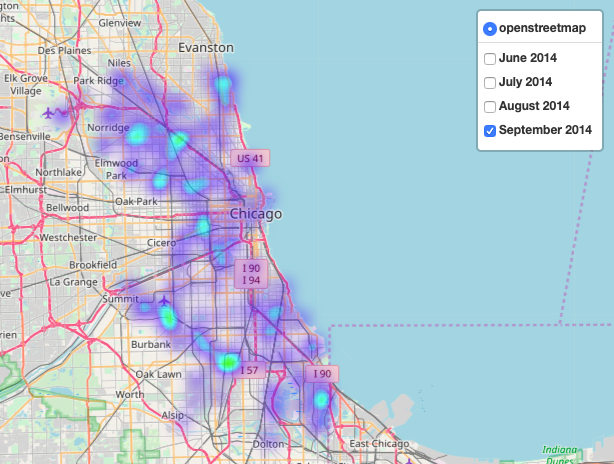 ngton
hts
Glenview
Evanston
Des Plaines
Niles
Park Ridge
Elk Grove
Village
Norridge
Bensenville
US 41
Elmwood
Park
Northlake
Elmhurst
Oak Park
Bellwood
Chicago
Westchester
Cicero
Brookfield
La Grange
I 90
I 94
Summit
Burbank
I 57
I 90
Oak Lawn
Worth
Alsip
Dolton
East Chicago
Indiana
Dunes
openstreetmap
June 2014
July 2014
August 2014
September 2014